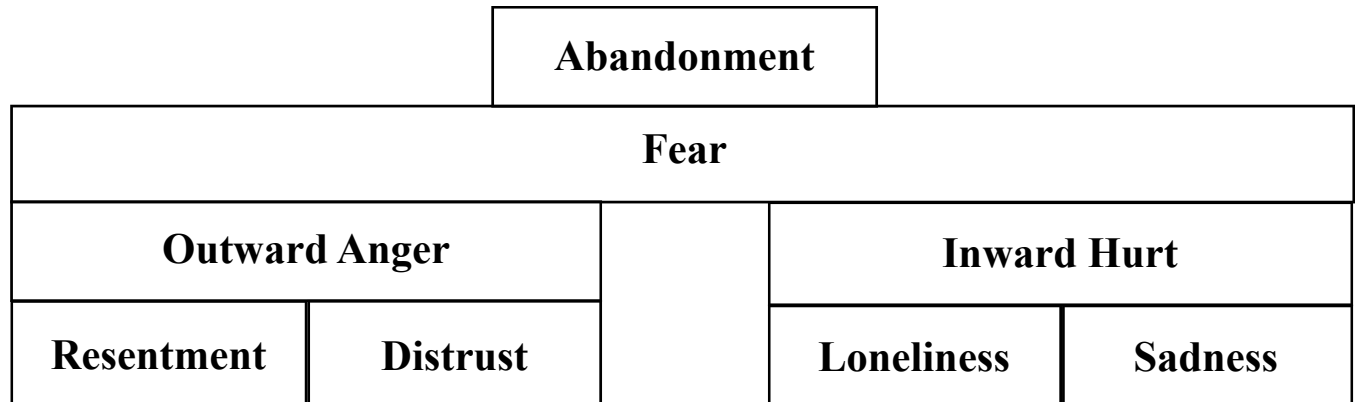 Abandonment
Fear
Outward Anger
Inward Hurt
Resentment
Distrust
Loneliness
Sadness